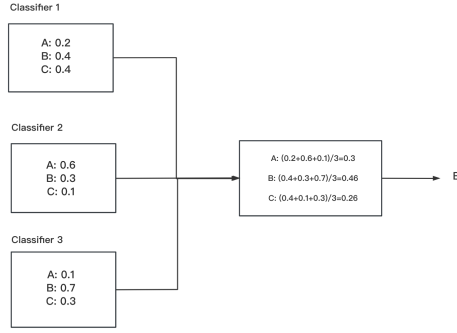 Classifier 1
A: 0.2
B: 0.4
C: 0.4
Classifier 2
A: 0.6
B: 0.3
C: 0.1
Classifier 3
A: 0.1
B: 0.7
C: 0.3
A: (0.2+0.6+0.1)/3=0.3
B: (0.4+0.3+0.7)/3=0.46
C: (0.4+0.1+0.3)/3=0.26